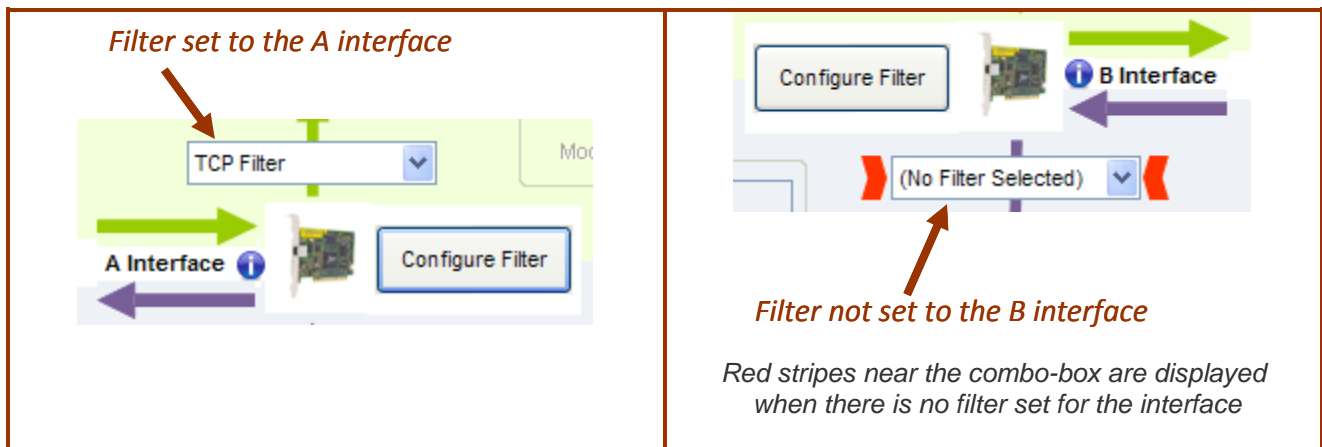 Filter set to the A interface
TCP Filter
A Interface
Configure Filter
Configure Filter
B Interface
(No Filter Selected)
Filter not set to the B interface
Red stripes near the combo-box are displayed
when there is no filter set for the interface